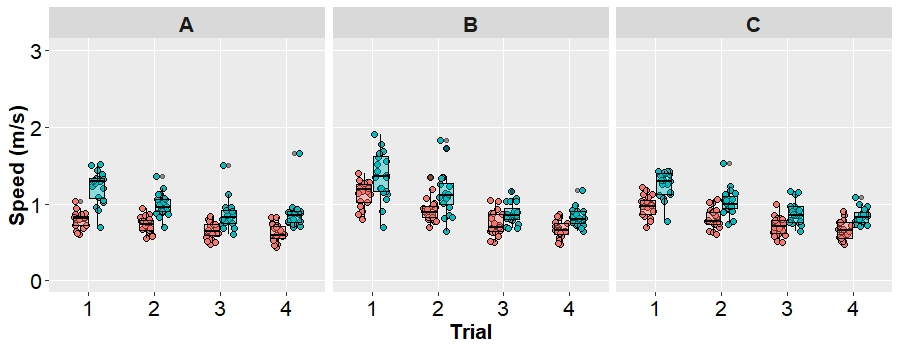 A B C
Speed (m/s)
3
2
1
0
1 2 3 4 1 2 3 4 1 2 3 4
Trial